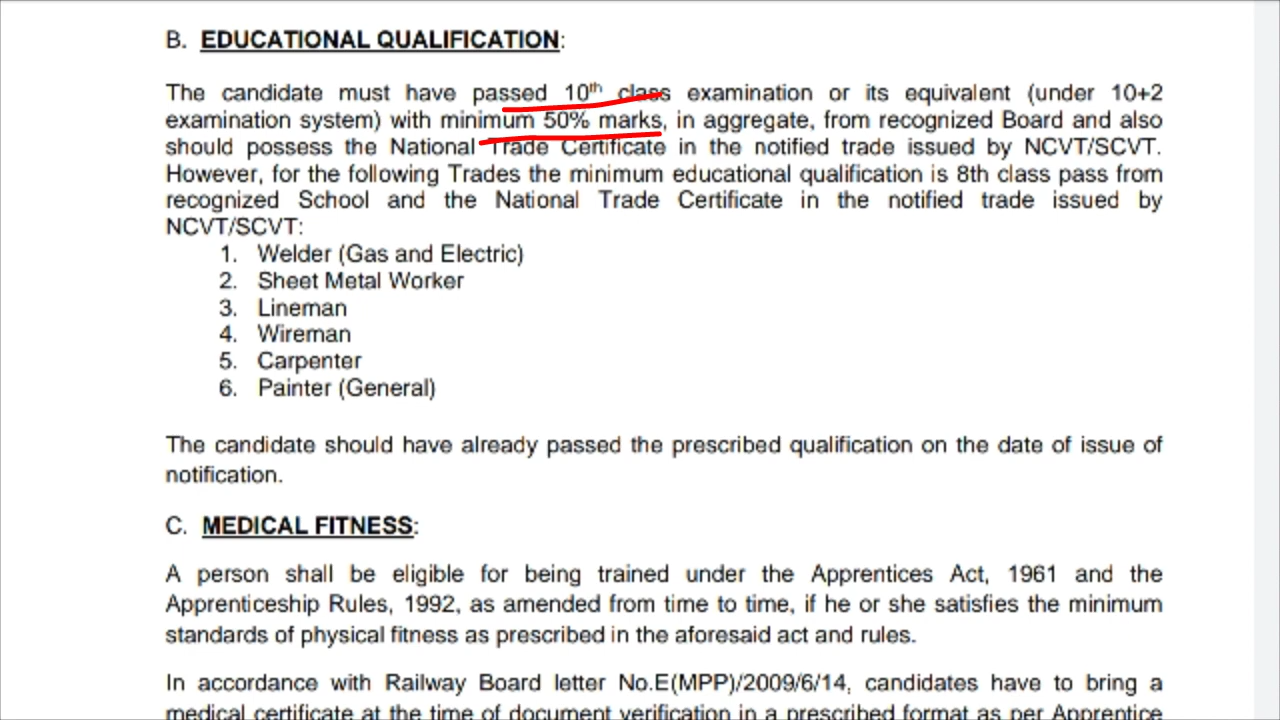 B. EDUCATIONAL QUALIFICATION:
The candidate must have passed 10th class examination or its equivalent (under 10+2
examination system) with minimum 50% marks, in aggregate, from recognized Board and also
should possess the National Trade Certificate in the notified trade issued by NCVT/SCVT.
However, for the following Trades the minimum educational qualification is 8th class pass from
recognized School and the National Trade Certificate in the notified trade issued by
NCVT/SCVT:
1. Welder (Gas and Electric)
2. Sheet Metal Worker
3. Lineman
4. Wireman
5. Carpenter
6. Painter (General)
The candidate should have already passed the prescribed qualification on the date of issue of
notification.
C. MEDICAL FITNESS:
A person shall be eligible for being trained under the Apprentices Act, 1961 and the
Apprenticeship Rules, 1992, as amended from time to time, if he or she satisfies the minimum
standards of physical fitness as prescribed in the aforesaid act and rules.
In accordance with Railway Board letter No.E(MPP)/2009/6/14, candidates have to bring a
medical certificate at the time of document verification in a prescribed format as per Apprentice